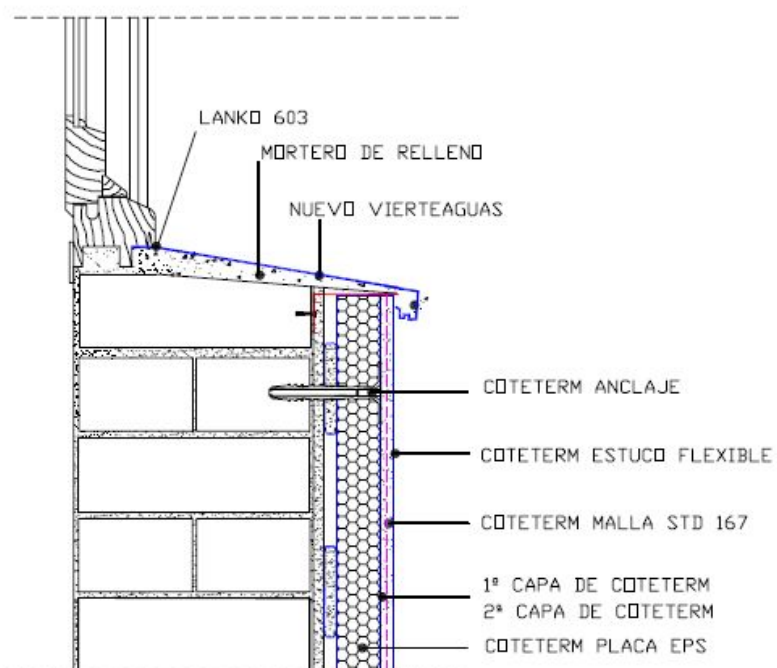 LANKO 603
MORTERO DE RELLENO
NUEVO VIERTEAGUAS
COTETERM ANCLAJE
COTETERM ESTUCO FLEXIBLE
COTETERM MALLA STD 167
1ª CAPA DE COTETERM
2ª CAPA DE COTETERM
COTETERM PLACA EPS